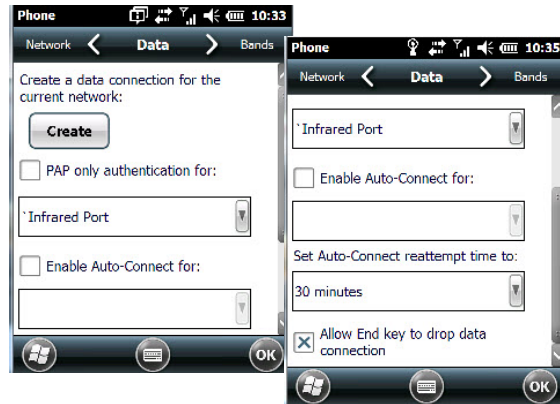 Phone 10:33
Network Data Bands
Create a data connection for the
current network:
Create
PAP only authentication for:
`Infrared Port
Enable Auto-Connect for:
OK
Phone 10:35
Network Data Bands
`Infrared Port
Enable Auto-Connect for:
Set Auto-Connect reattempt time to:
30 minutes
Allow End key to drop data
connection
OK